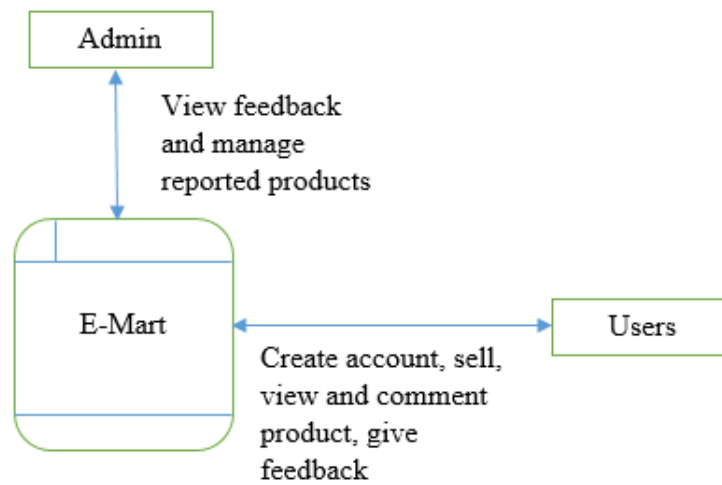 Admin
View feedback
and manage
reported products
E-Mart
Users
Create account, sell,
view and comment
product, give
feedback